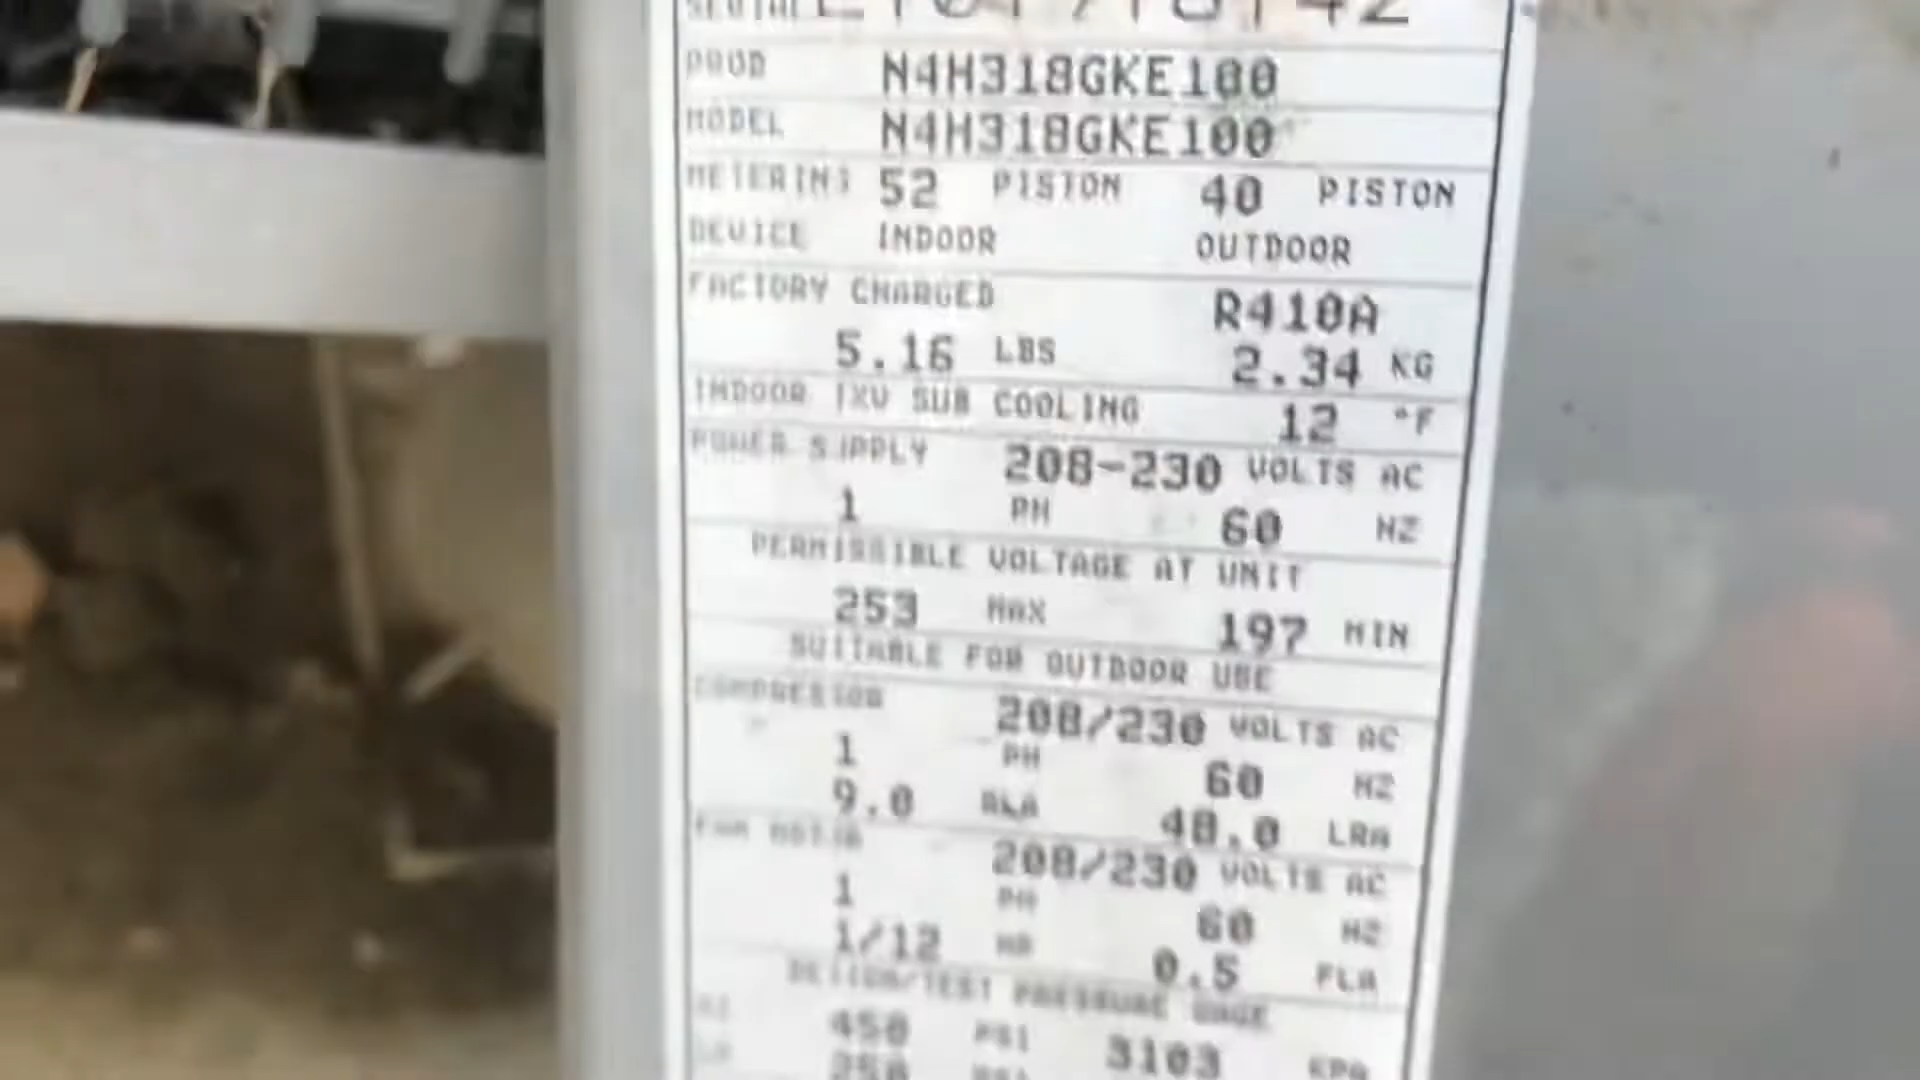 SERIAL
PROD N4H318GKE100
MODEL N4H318GKE100
METERING 52 PISTON 40 PISTON
DEVICE INDOOR OUTDOOR
FACTORY CHARGED R410A
5.16 LBS 2.34 KG
INDOOR TXV SUB COOLING 12 °F
POWER SUPPLY 208-230 VOLTS AC
1 PH 60 HZ
PERMISSIBLE VOLTAGE AT UNIT
253 MAX 197 MIN
SUITABLE FOR OUTDOOR USE
COMPRESSOR 208/230 VOLTS AC
1 PH 60 HZ
9.0 RLA 48.0 LRA
FAN MOTOR 208/230 VOLTS AC
1 PH 60 HZ
1/12 HP 0.5 FLA
DESIGN/TEST PRESSURE GAGE
HI 450 PSI 3103 KPA
250 PSI